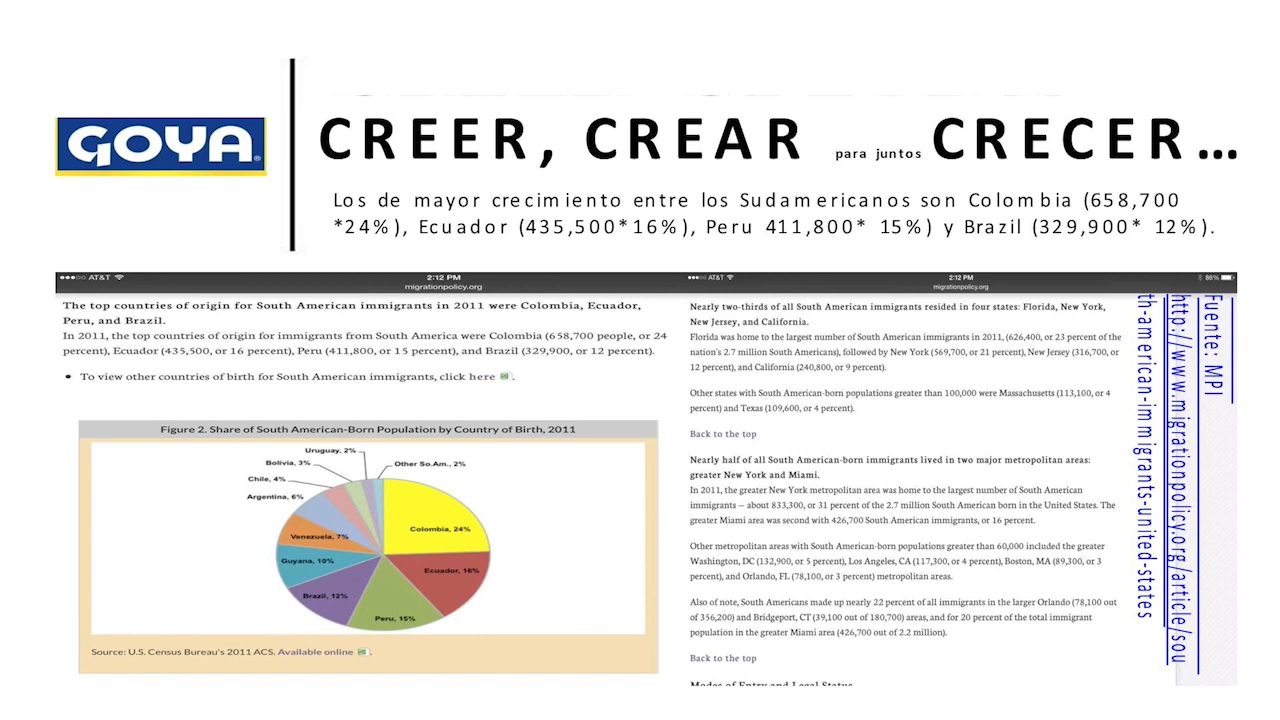 GOYA
CREER, CREAR para juntos CRECER...
Los de mayor crecimiento entre los Sudamericanos son Colombia (658,700
*24%), Ecuador (435,500*16%), Peru 411,800* 15%) y Brazil (329,900* 12%).
AT&T 2:12 PM
migrationpolicy.org
The top countries of origin for South American immigrants in 2011 were Colombia, Ecuador,
Peru, and Brazil.
In 2011, the top countries of origin for immigrants from South America were Colombia (658,700 people, or 24
percent), Ecuador (435,500, or 16 percent), Peru (411,800, or 15 percent), and Brazil (329,900, or 12 percent).
• To view other countries of birth for South American immigrants, click here.
Figure 2. Share of South American-Born Population by Country of Birth, 2011
Uruguay, 2%
Bolivia, 3%
Other So.Am., 2%
Chile, 4%
Argentina, 6%
Colombia, 24%
Venezuela, 7%
Guyana, 10%
Ecuador, 16%
Brazil, 12%
Peru, 15%
Source: U.S. Census Bureau's 2011 ACS. Available online.
AT&T 2:12 PM 86%
migrationpolicy.org
Nearly two-thirds of all South American immigrants resided in four states: Florida, New York,
New Jersey, and California.
Florida was home to the largest number of South American immigrants in 2011, (626,400, or 23 percent of the
nation's 2.7 million South Americans), followed by New York (569,700, or 21 percent), New Jersey (316,700, or
12 percent), and California (240,800, or 9 percent).
Other states with South American-born populations greater than 100,000 were Massachusetts (113,100, or 4
percent) and Texas (109,600, or 4 percent).
Back to the top
Nearly half of all South American-born immigrants lived in two major metropolitan areas:
greater New York and Miami.
In 2011, the greater New York metropolitan area was home to the largest number of South American
immigrants — about 833,300, or 31 percent of the 2.7 million South American born in the United States. The
greater Miami area was second with 426,700 South American immigrants, or 16 percent.
Other metropolitan areas with South American-born populations greater than 60,000 included the greater
Washington, DC (132,900, or 5 percent), Los Angeles, CA (117,300, or 4 percent), Boston, MA (89,300, or 3
percent), and Orlando, FL (78,100, or 3 percent) metropolitan areas.
Also of note, South Americans made up nearly 22 percent of all immigrants in the larger Orlando (78,100 out
of 356,200) and Bridgeport, CT (39,100 out of 180,700) areas, and for 20 percent of the total immigrant
population in the greater Miami area (426,700 out of 2.2 million).
Back to the top
Modes of Entry and Legal Status
Fuente: MPI
http://www.migrationpolicy.org/article/sou
th-american-immigrants-united-states